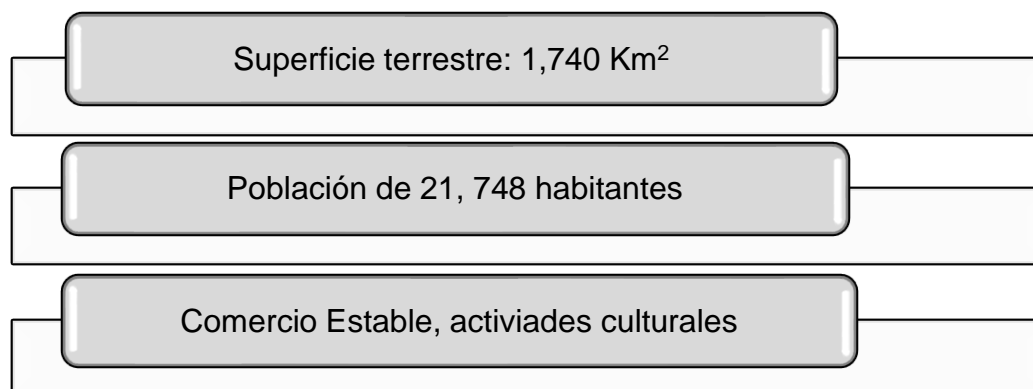 Superficie terrestre: 1,740 Km²
Población de 21, 748 habitantes
Comercio Estable, activiades culturales